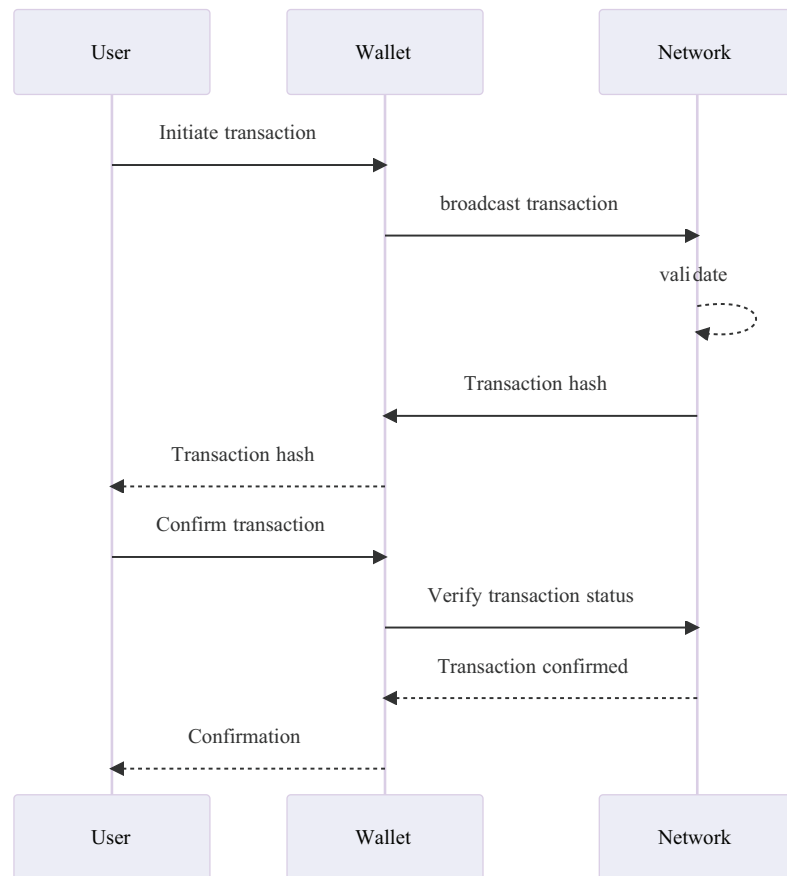 User
Wallet
Network
Initiate transaction
broadcast transaction
validate
Transaction hash
Transaction hash
Confirm transaction
Verify transaction status
Transaction confirmed
Confirmation
User
Wallet
Network